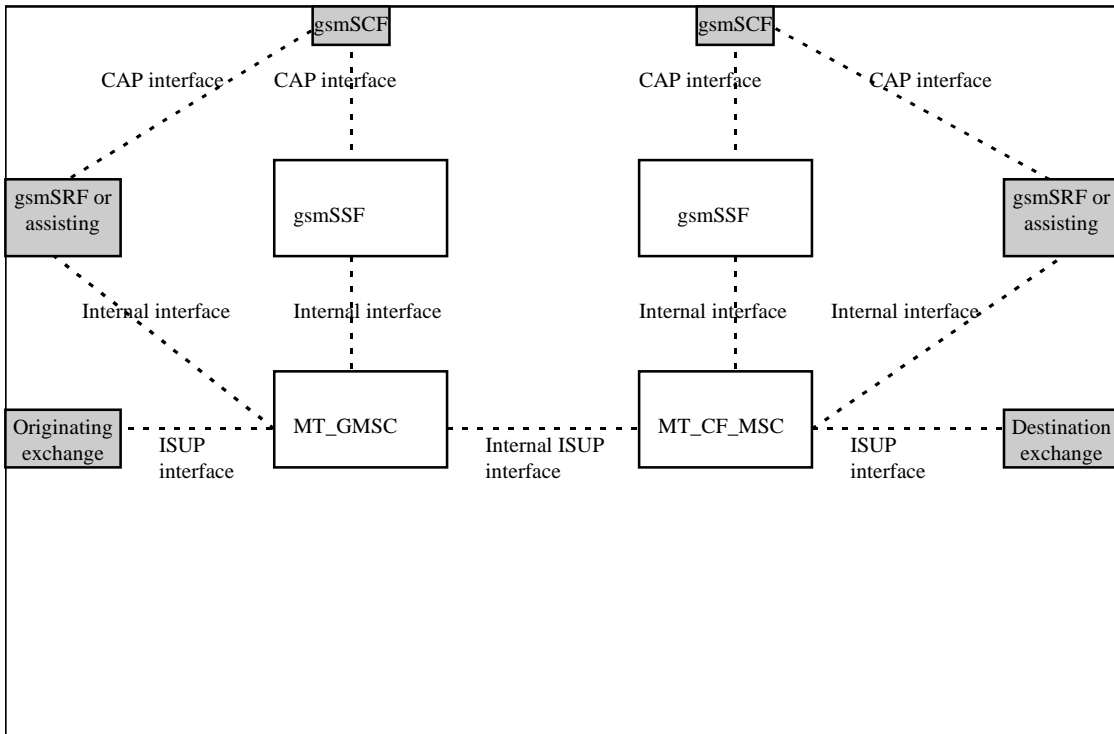 gsmSCF
gsmSCF
CAP interface
CAP interface
CAP interface
CAP interface
gsmSRF or
assisting
gsmSSF
gsmSSF
gsmSRF or
assisting
Internal interface
Internal interface
Internal interface
Internal interface
Originating
exchange
ISUP
interface
MT_GMSC
Internal ISUP
interface
MT_CF_MSC
ISUP
interface
Destination
exchange